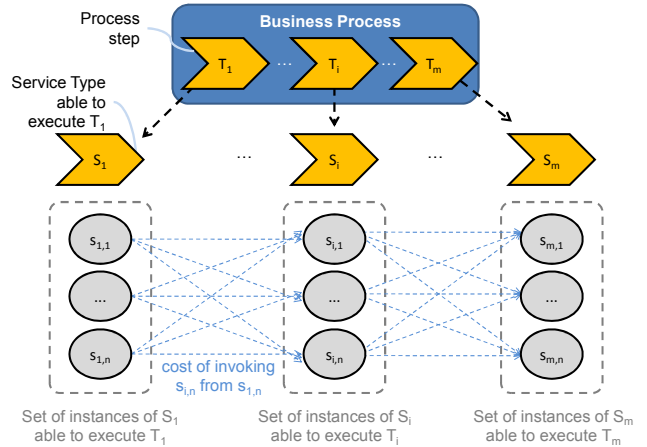 Business Process
Process
step
T1 ... Ti ... Tm
Service Type
able to
execute T1
S1 ... Si ... Sm
s1,1 si,1 sm,1
... ... ...
s1,n si,n sm,n
cost of invoking
si,n from s1,n
Set of instances of S1
able to execute T1
Set of instances of Si
able to execute Ti
Set of instances of Sm
able to execute Tm